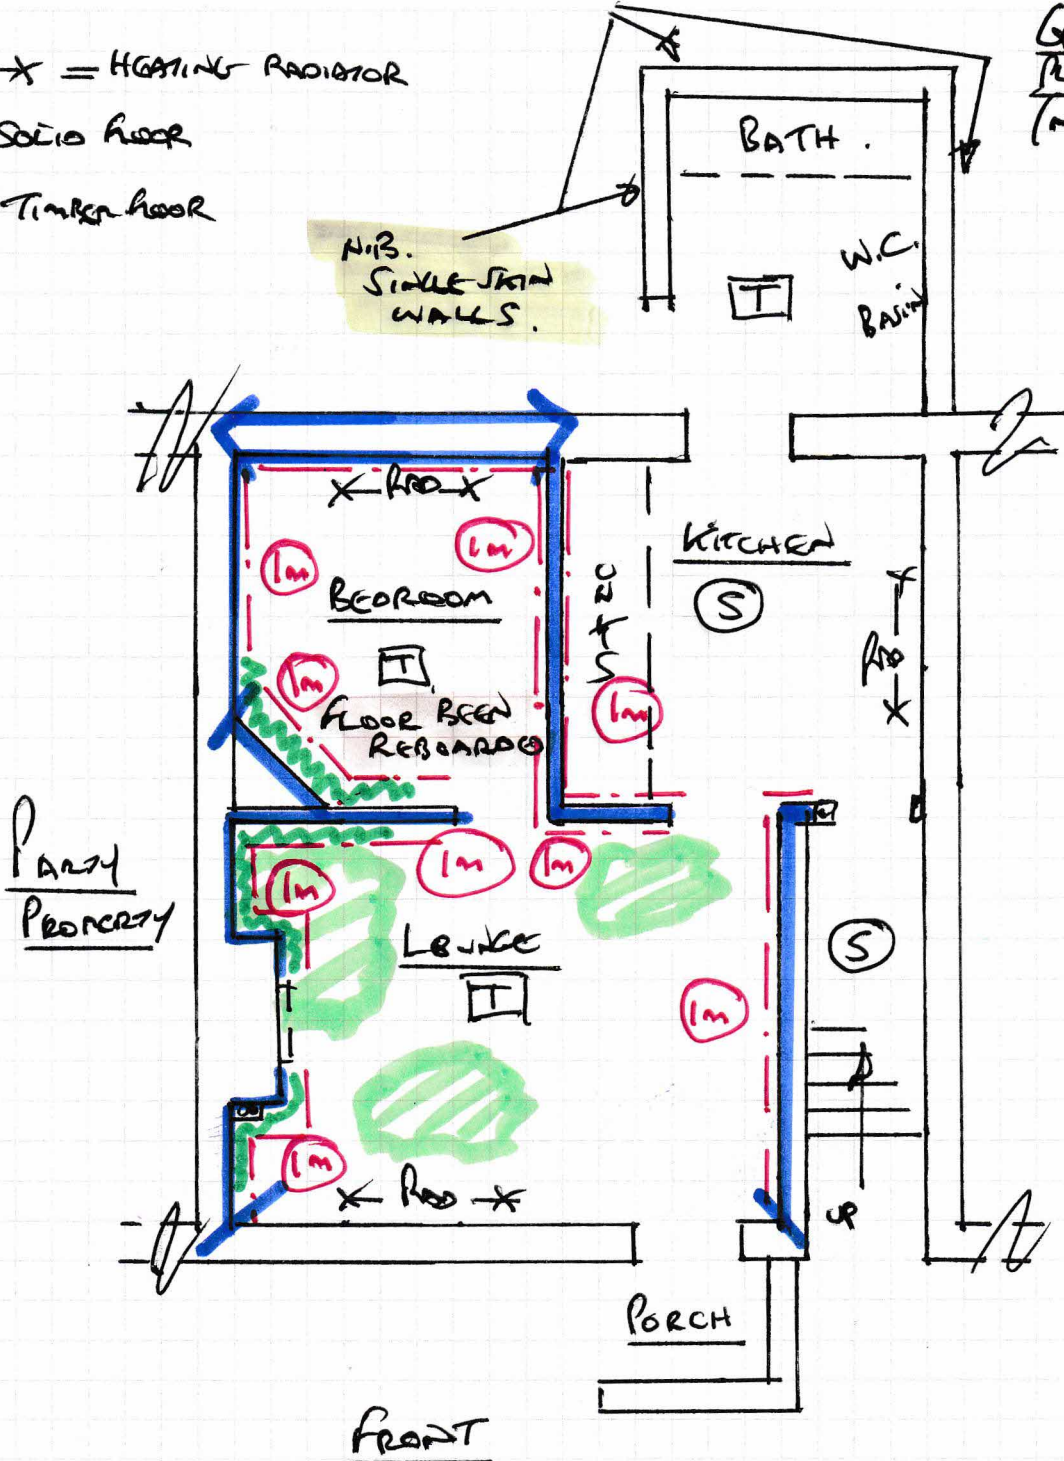 X = HEATING RADIATOR
SOLID FLOOR
TIMBER FLOOR
BATH.
N.B.
SINGLE SKIN
WALLS.
W.C.
BASIN
T
X RAD X
KITCHEN
S
1m
1m
BEDROOM
T
UNITS
X RAD X
1m
1m
FLOOR BEEN
REBOARDED
PARTY
PROPERTY
1m
1m
1m
LOUNGE
T
S
1m
1m
X RAD X
UP
PORCH
FRONT